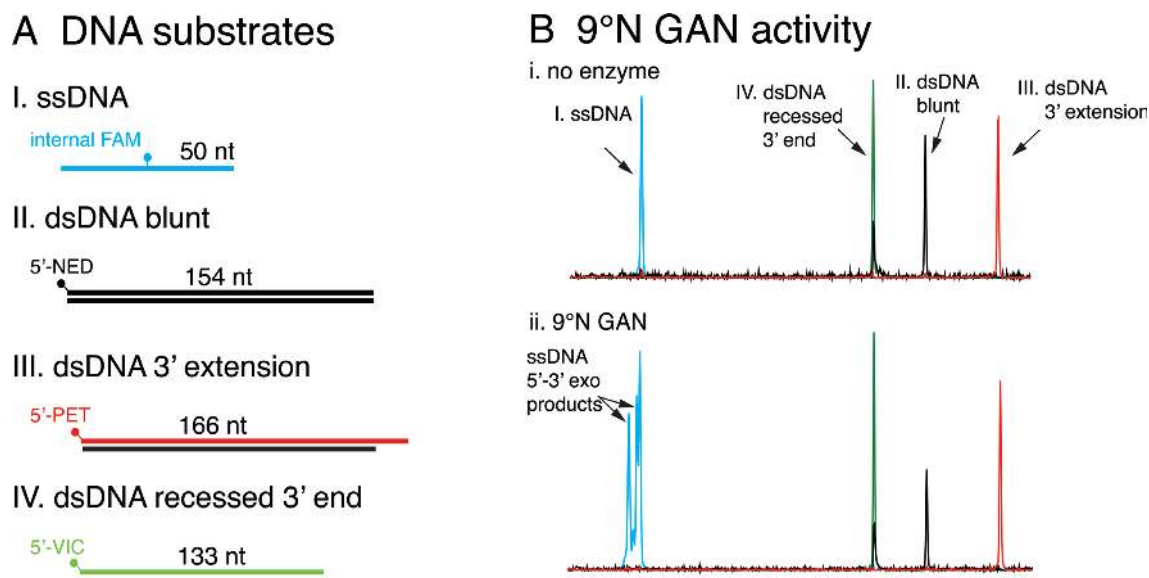 A DNA substrates
I. ssDNA
internal FAM
50 nt
II. dsDNA blunt
5'-NED
154 nt
III. dsDNA 3' extension
5'-PET
166 nt
IV. dsDNA recessed 3' end
5'-VIC
133 nt
B 9°N GAN activity
i. no enzyme
I. ssDNA
IV. dsDNA
recessed
3' end
II. dsDNA
blunt
III. dsDNA
3' extension
ii. 9°N GAN
ssDNA
5'-3' exo
products